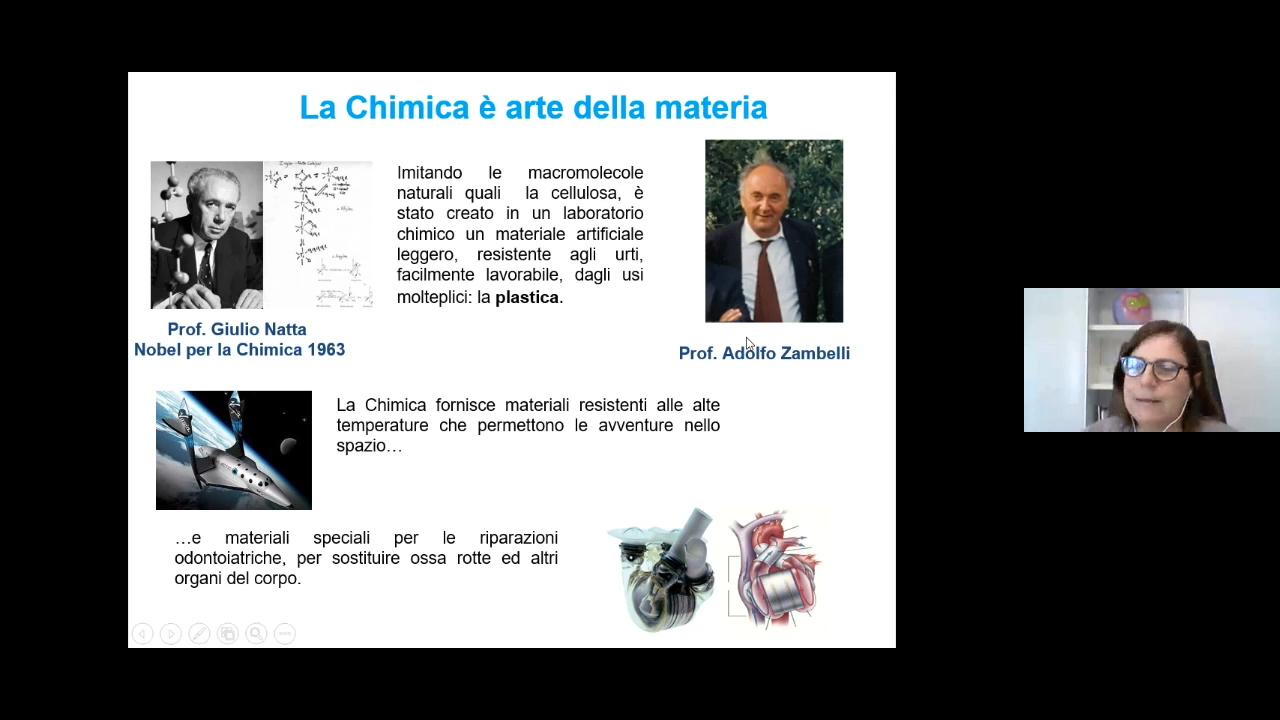 La Chimica è arte della materia
Imitando le macromolecole
naturali quali la cellulosa, è
stato creato in un laboratorio
chimico un materiale artificiale
leggero, resistente agli urti,
facilmente lavorabile, dagli usi
molteplici: la plastica.
Prof. Giulio Natta
Nobel per la Chimica 1963
Prof. Adolfo Zambelli
La Chimica fornisce materiali resistenti alle alte
temperature che permettono le avventure nello
spazio…
…e materiali speciali per le riparazioni
odontoiatriche, per sostituire ossa rotte ed altri
organi del corpo.